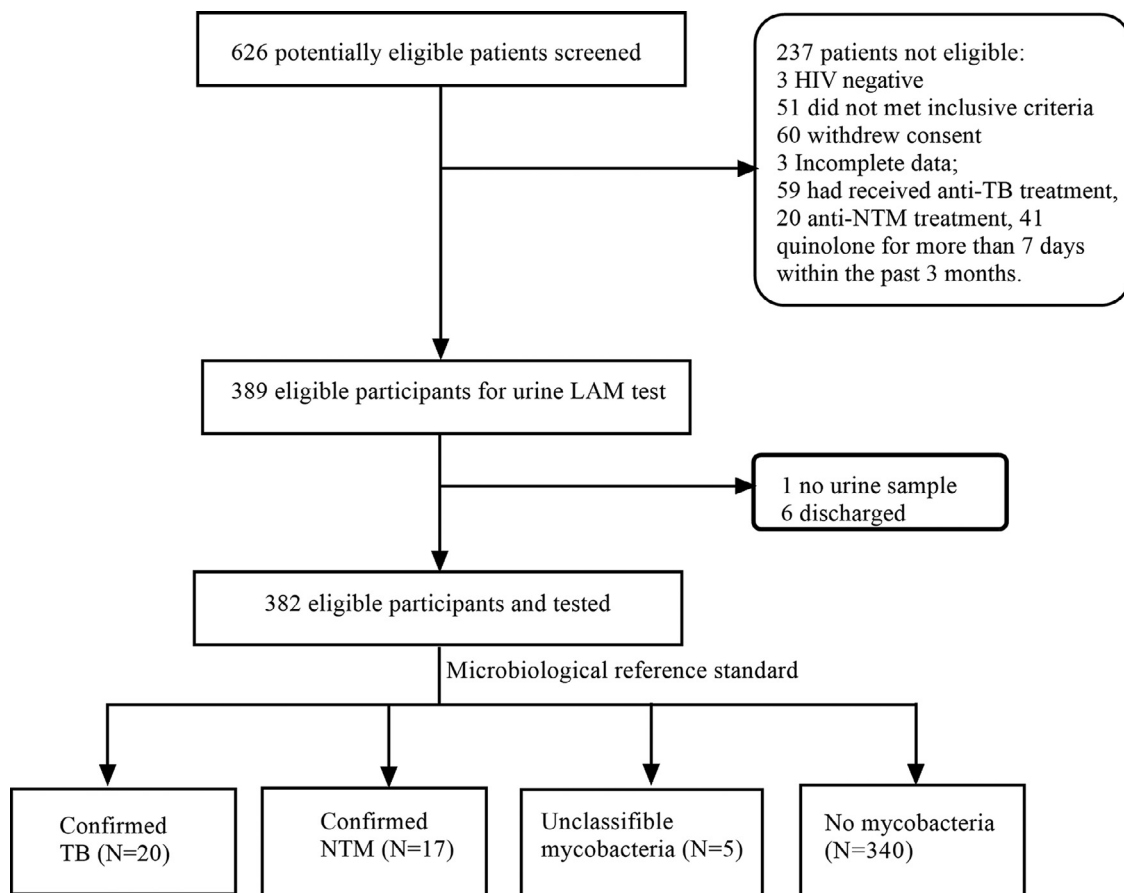 626 potentially eligible patients screened
237 patients not eligible:
3 HIV negative
51 did not met inclusive criteria
60 withdrew consent
3 Incomplete data;
59 had received anti-TB treatment,
20 anti-NTM treatment, 41
quinolone for more than 7 days
within the past 3 months.
389 eligible participants for urine LAM test
1 no urine sample
6 discharged
382 eligible participants and tested
Microbiological reference standard
Confirmed
TB (N=20)
Confirmed
NTM (N=17)
Unclassifible
mycobacteria (N=5)
No mycobacteria
(N=340)